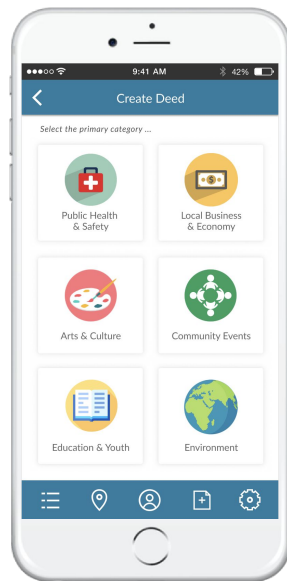 9:41 AM
42%
Create Deed
Select the primary category ...
Public Health
& Safety
Local Business
& Economy
Arts & Culture
Community Events
Education & Youth
Environment